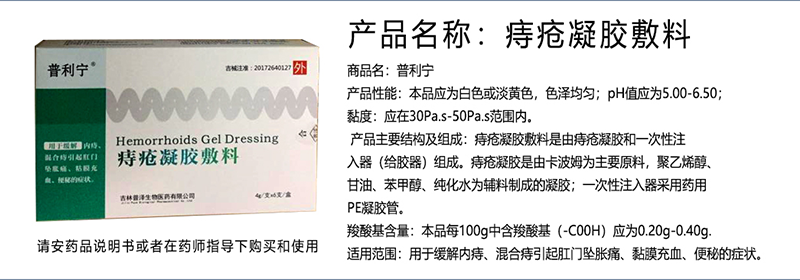 普利宁®
吉械注准：20172640127
外
用于缓解 内痔、
混合痔引起肛门
坠胀痛、粘膜充
血、便秘的症状。
Hemorrhoids Gel Dressing
痔疮凝胶敷料
吉林普泽生物医药有限公司
4g/支x6支/盒
请安药品说明书或者在药师指导下购买和使用
产品名称：痔疮凝胶敷料
商品名：普利宁
产品性能：本品应为白色或淡黄色，色泽均匀；pH值应为5.00-6.50；
黏度：应在30Pa.s-50Pa.s范围内。
产品主要结构及组成：痔疮凝胶敷料是由痔疮凝胶和一次性注
入器（给胶器）组成。痔疮凝胶是由卡波姆为主要原料，聚乙烯醇、
甘油、苯甲醇、纯化水为辅料制成的凝胶；一次性注入器采用药用
PE凝胶管。
羧酸基含量：本品每100g中含羧酸基（-COOH）应为0.20g-0.40g.
适用范围：用于缓解内痔、混合痔引起肛门坠胀痛、黏膜充血、便秘的症状。